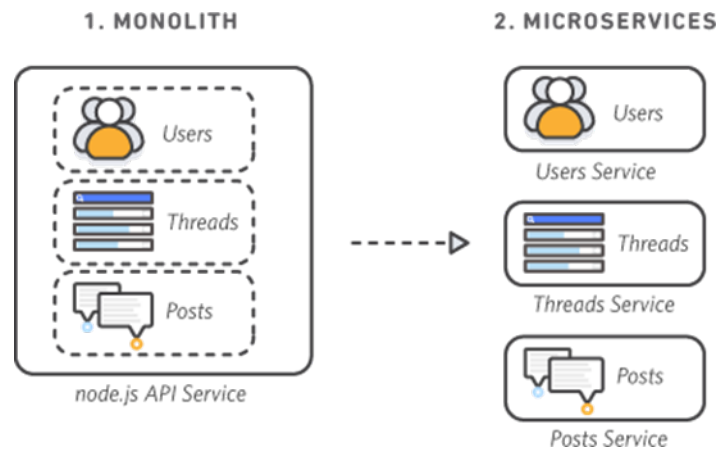 1. MONOLITH
Users
Threads
Posts
node.js API Service
2. MICROSERVICES
Users
Users Service
Threads
Threads Service
Posts
Posts Service